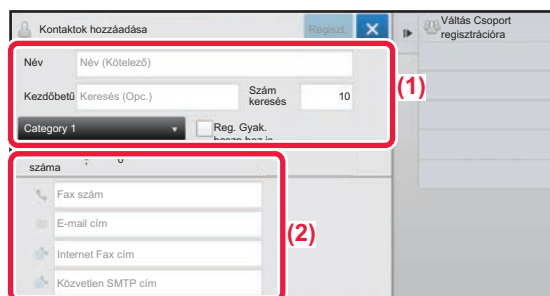 Kontaktok hozzáadása
Regiszt.
Váltás Csoport
regisztrációra
Név
Név (Kötelező)
Kezdőbetű
Keresés (Opc.)
Szám
keresés
10
(1)
Category 1
Reg. Gyak.
száma
Fax szám
E-mail cím
(2)
Internet Fax cím
Közvetlen SMTP cím